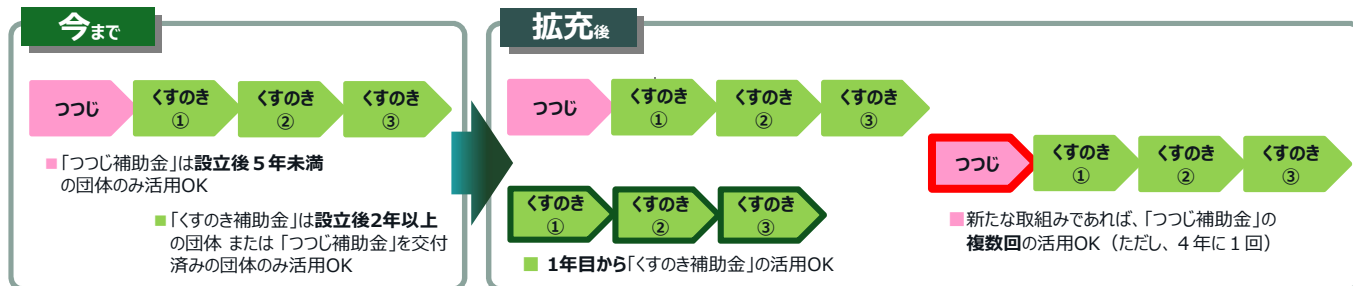 今まで
つつじ
くすのき
①
くすのき
②
くすのき
③
■「つつじ補助金」は設立後5年未満
の団体のみ活用OK
■「くすのき補助金」は設立後2年以上
の団体 または 「つつじ補助金」を交付
済みの団体のみ活用OK
拡充後
つつじ
くすのき
①
くすのき
②
くすのき
③
くすのき
①
くすのき
②
くすのき
③
■ 1年目から「くすのき補助金」の活用OK
つつじ
くすのき
①
くすのき
②
くすのき
③
■新たな取組みであれば、「つつじ補助金」の
複数回の活用OK（ただし、４年に１回）